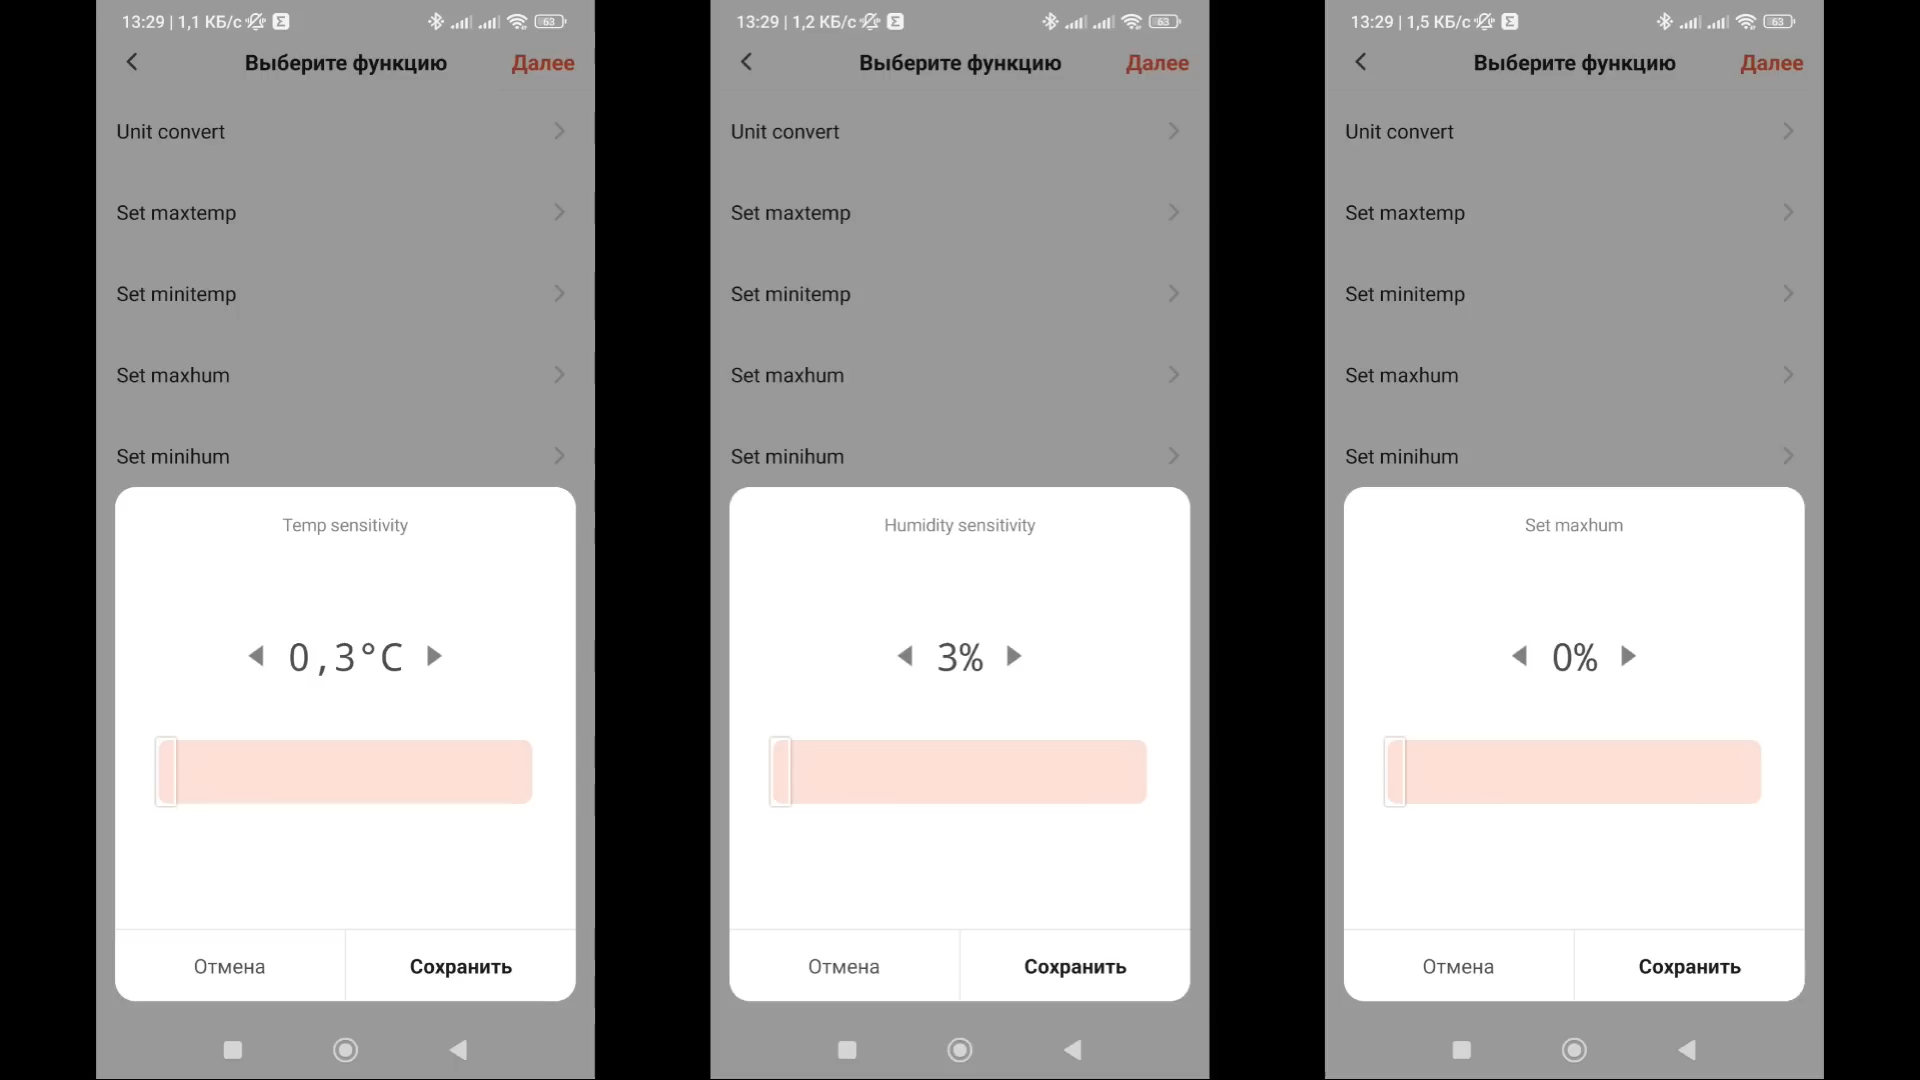 13:29 | 1,1 КБ/с
63
Выберите функцию
Далее
Unit convert
Set maxtemp
Set minitemp
Set maxhum
Set minihum
Temp sensitivity
0,3°C
Отмена
Сохранить
13:29 | 1,2 КБ/с
63
Выберите функцию
Далее
Unit convert
Set maxtemp
Set minitemp
Set maxhum
Set minihum
Humidity sensitivity
3%
Отмена
Сохранить
13:29 | 1,5 КБ/с
63
Выберите функцию
Далее
Unit convert
Set maxtemp
Set minitemp
Set maxhum
Set minihum
Set maxhum
0%
Отмена
Сохранить